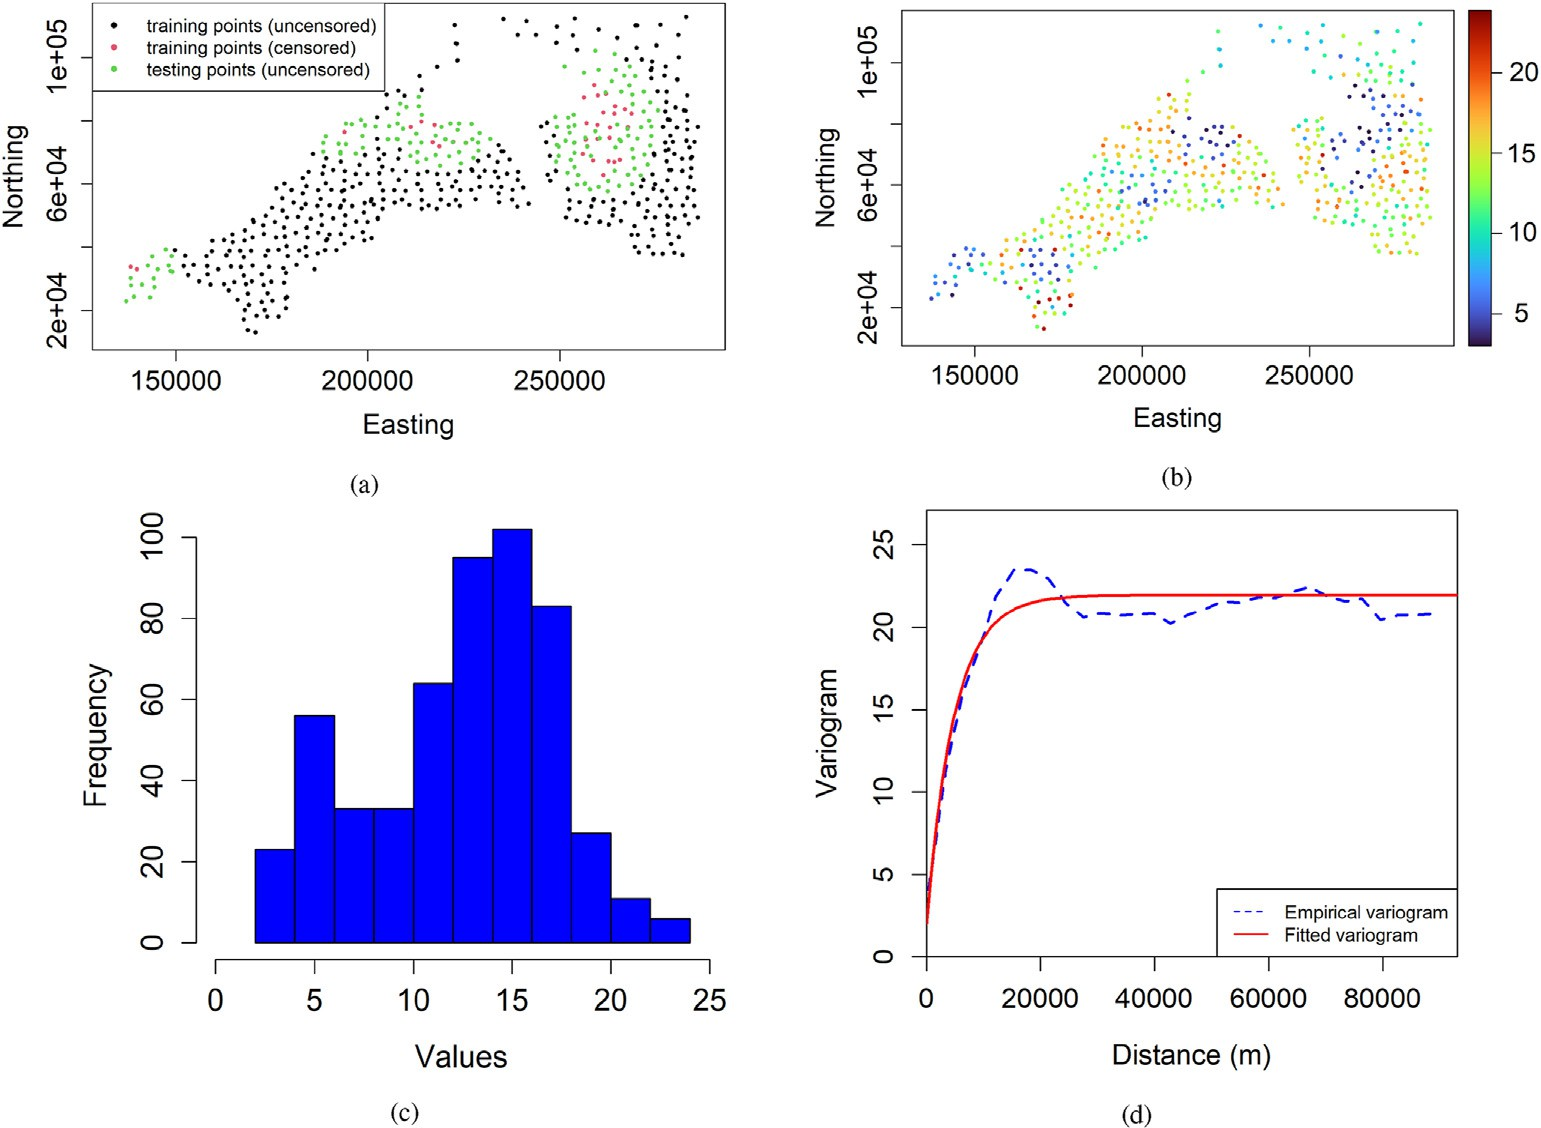 training points (uncensored)
training points (censored)
testing points (uncensored)
Northing
2e+04 6e+04 1e+05
150000 200000 250000
Easting
(a)
Northing
2e+04 6e+04 1e+05
150000 200000 250000
Easting
20
15
10
5
(b)
Frequency
0 20 40 60 80 100
0 5 10 15 20 25
Values
(c)
Variogram
0 5 10 15 20 25
Empirical variogram
Fitted variogram
0 20000 40000 60000 80000
Distance (m)
(d)